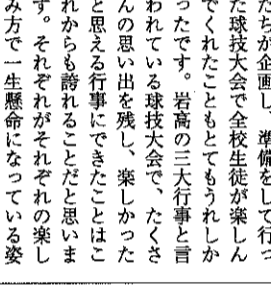 たちが企画し、準備をして行っ
た球技大会で全校生徒が楽しん
でくれたこともとてもうれしか
ったです。岩高の三大行事と言
われている球技大会で、たくさ
んの思い出を残し、楽しかった
と思える行事にできたことはこ
れからも誇れることだと思いま
す。それぞれがそれぞれの楽し
み方で一生懸命になっている姿